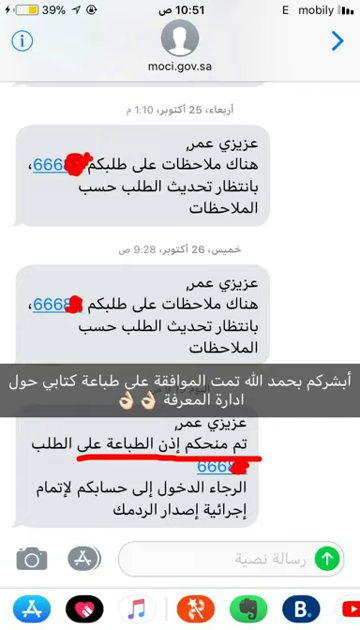 39% 10:51 ص E mobily
moci.gov.sa
أربعاء، 25 أكتوبر، 1:10 م
عزيزي عمر,
هناك ملاحظات على طلبكم 666،
بانتظار تحديث الطلب حسب
الملاحظات
خميس، 26 أكتوبر، 9:28 ص
عزيزي عمر,
هناك ملاحظات على طلبكم 6668،
بانتظار تحديث الطلب حسب
الملاحظات
أبشركم بحمد الله تمت الموافقة على طباعة كتابي حول
ادارة المعرفة 👌🏻👌🏻
عزيزي عمر,
تم منحكم إذن الطباعة على الطلب
6668
الرجاء الدخول إلى حسابكم لإتمام
إجرائية إصدار الردمك
رسالة نصية
B.